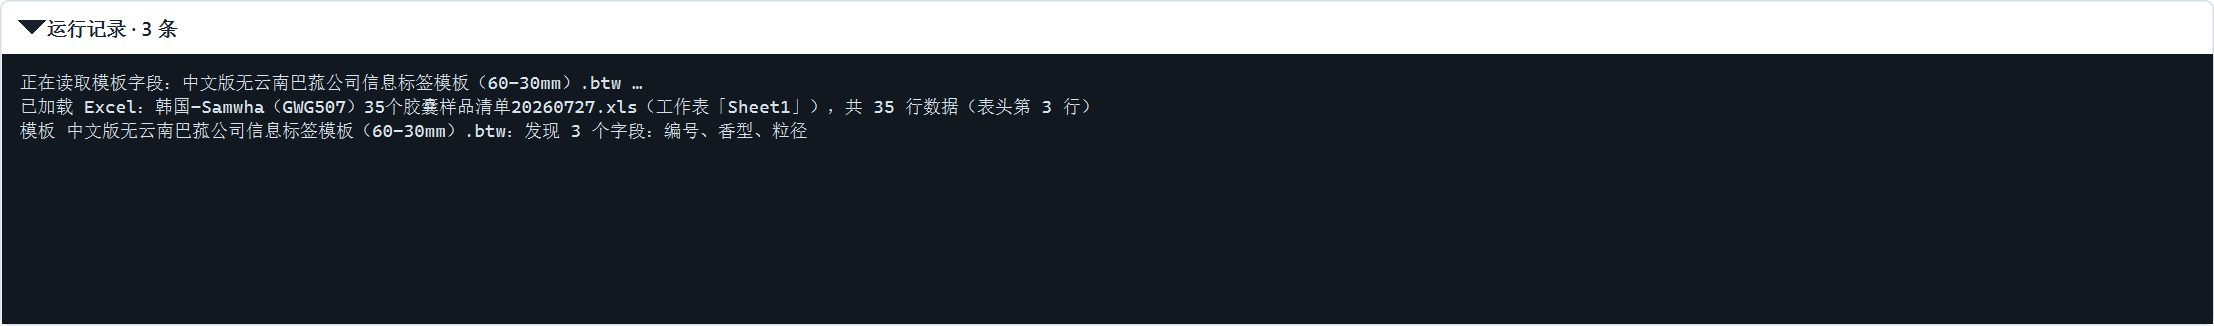 运行记录 · 3 条
正在读取模板字段：中文版无云南巴菰公司信息标签模板（60-30mm）.btw …
已加载 Excel：韩国-Samwha（GWG507）35个胶囊样品清单20260727.xls（工作表「Sheet1」），共 35 行数据（表头第 3 行）
模板 中文版无云南巴菰公司信息标签模板（60-30mm）.btw：发现 3 个字段：编号、香型、粒径